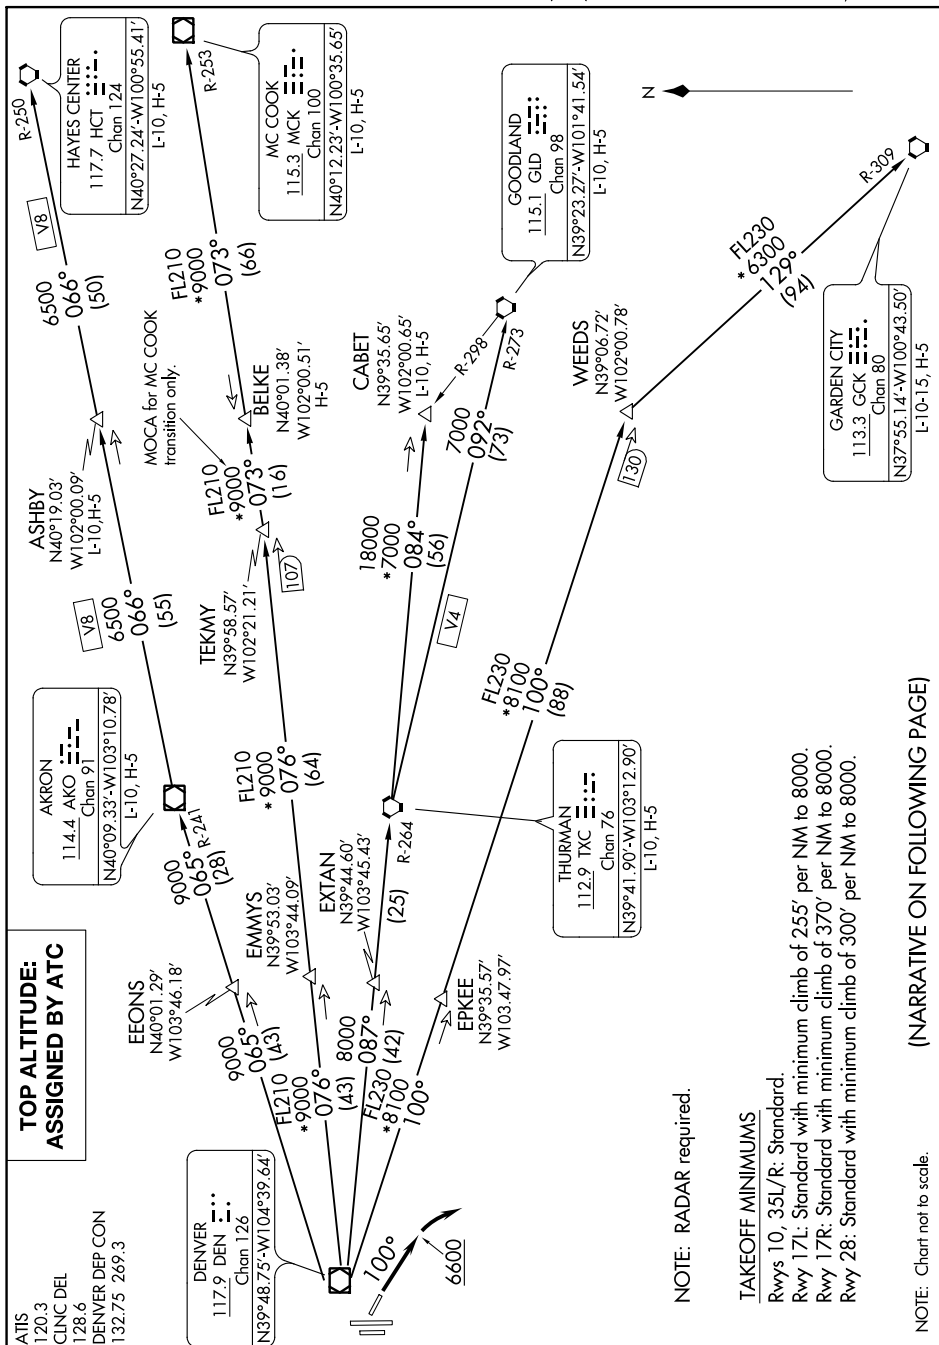 ATIS
120.3
CLNC DEL
128.6
DENVER DEP CON
132.75 269.3
TOP ALTITUDE:
ASSIGNED BY ATC
DENVER
117.9 DEN
Chan 126
N39°48.75'-W104°39.64'
100°
6600
EEONS
N40°01.29'
W103°46.18'
9000
065°
(43)
9000
065°
(28)
R-241
AKRON
114.4 AKO
Chan 91
N40°09.33'-W103°10.78'
L-10, H-5
V8
6500
066°
(55)
ASHBY
N40°19.03'
W102°00.09'
L-10,H-5
V8
6500
066°
(50)
R-250
HAYES CENTER
117.7 HCT
Chan 124
N40°27.24'-W100°55.41'
L-10, H-5
FL210
*9000
076°
(43)
EMMYS
N39°53.03'
W103°44.09'
FL210
*9000
076°
(64)
TEKMY
N39°58.57'
W102°21.21'
107
FL210
*9000
073°
(16)
MOCA for MC COOK
transition only.
BELKE
N40°01.38'
W102°00.51'
H-5
FL210
*9000
073°
(66)
R-253
MC COOK
115.3 MCK
Chan 100
N40°12.23'-W100°35.65'
L-10, H-5
8000
087°
(42)
EXTAN
N39°44.60'
W103°45.43'
(25)
R-264
THURMAN
112.9 TXC
Chan 76
N39°41.90'-W103°12.90'
L-10, H-5
18000
*7000
084°
(56)
CABET
N39°35.65'
W102°00.65'
L-10, H-5
R-298
V4
7000
092°
(73)
R-273
GOODLAND
115.1 GLD
Chan 98
N39°23.27'-W101°41.54'
L-10, H-5
FL230
*8100
100°
EPKEE
N39°35.57'
W103.47.97'
FL230
*8100
100°
(88)
130
WEEDS
N39°06.72'
W102°00.78'
FL230
*6300
129°
(94)
R-309
GARDEN CITY
113.3 GCK
Chan 80
N37°55.14'-W100°43.50'
L-10-15, H-5
N
NOTE: RADAR required.
TAKEOFF MINIMUMS
Rwys 10, 35L/R: Standard.
Rwy 17L: Standard with minimum climb of 255' per NM to 8000.
Rwy 17R: Standard with minimum climb of 370' per NM to 8000.
Rwy 28: Standard with minimum climb of 300' per NM to 8000.
(NARRATIVE ON FOLLOWING PAGE)
NOTE: Chart not to scale.